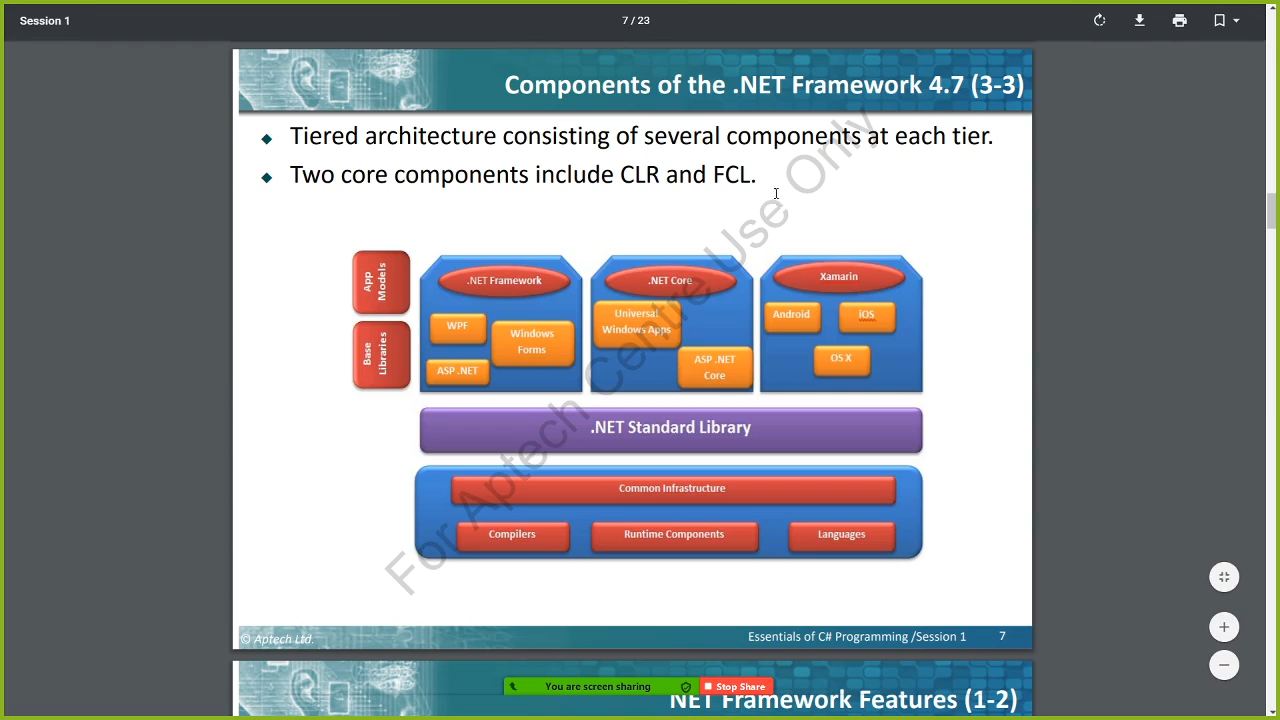 Session 1
7 / 23
Components of the .NET Framework 4.7 (3-3)
Tiered architecture consisting of several components at each tier.
Two core components include CLR and FCL.
App
Models
Base
Libraries
.NET Framework
WPF
Windows
Forms
ASP .NET
.NET Core
Universal
Windows Apps
ASP .NET
Core
Xamarin
Android
iOS
OS X
.NET Standard Library
Common Infrastructure
Compilers
Runtime Components
Languages
For Aptech Centre Use Only
© Aptech Ltd.
Essentials of C# Programming /Session 1
7
You are screen sharing
Stop Share
.NET Framework Features (1-2)